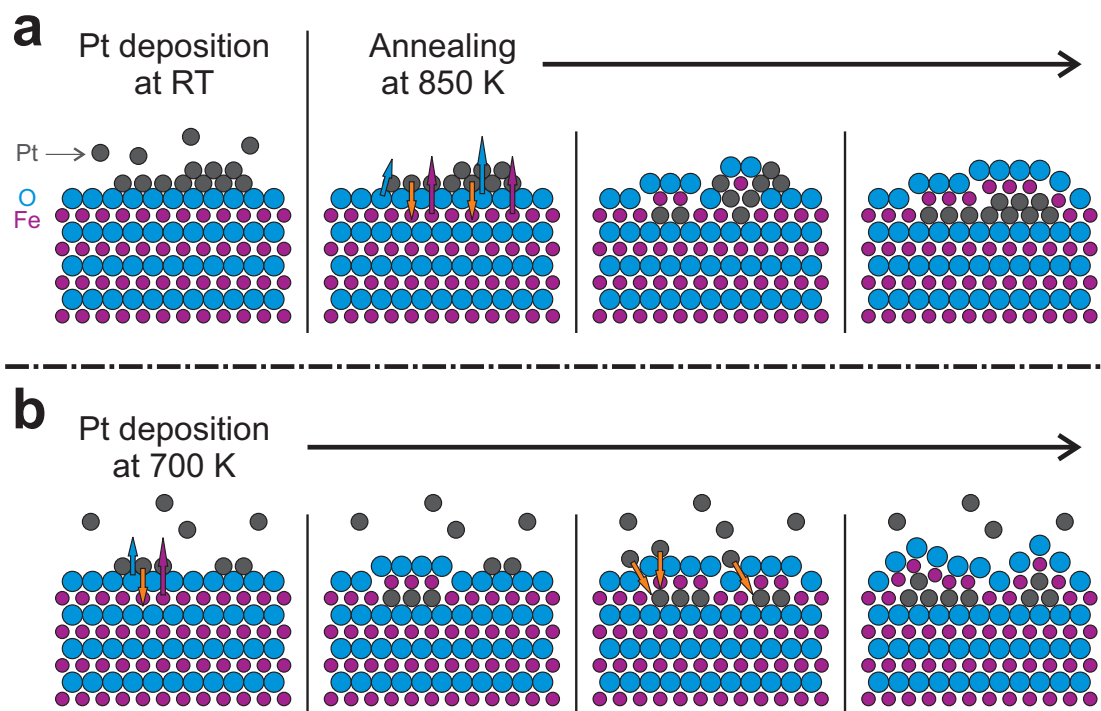 a
Pt deposition
at RT
Annealing
at 850 K
Pt
O
Fe
b
Pt deposition
at 700 K